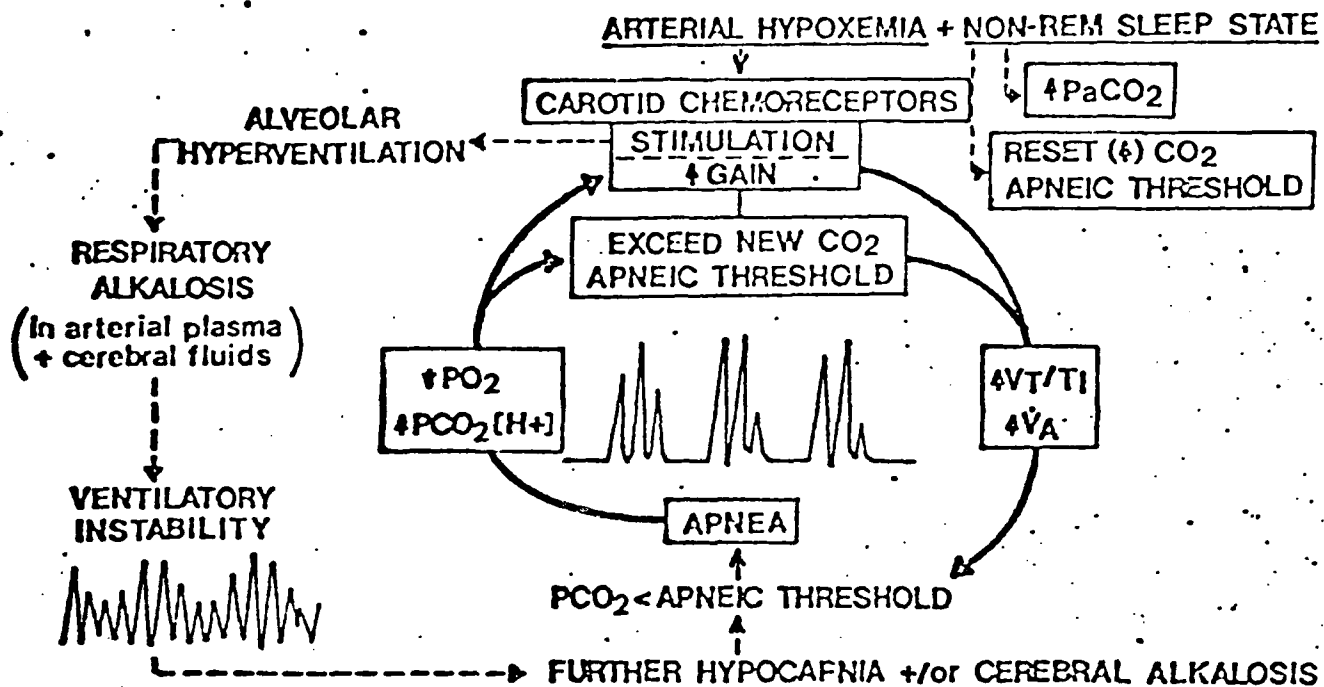 ARTERIAL HYPOXEMIA + NON-REM SLEEP STATE
↑PaCO2
CAROTID CHEMORECEPTORS
STIMULATION
↑GAIN
RESET (↑) CO2
APNEIC THRESHOLD
ALVEOLAR
HYPERVENTILATION
EXCEED NEW CO2
APNEIC THRESHOLD
RESPIRATORY
ALKALOSIS
(In arterial plasma
+ cerebral fluids)
↓PO2
↑PCO2[H+]
↑VT/TI
↑V̇A
VENTILATORY
INSTABILITY
APNEA
PCO2 < APNEIC THRESHOLD
FURTHER HYPOCAPNIA +/or CEREBRAL ALKALOSIS